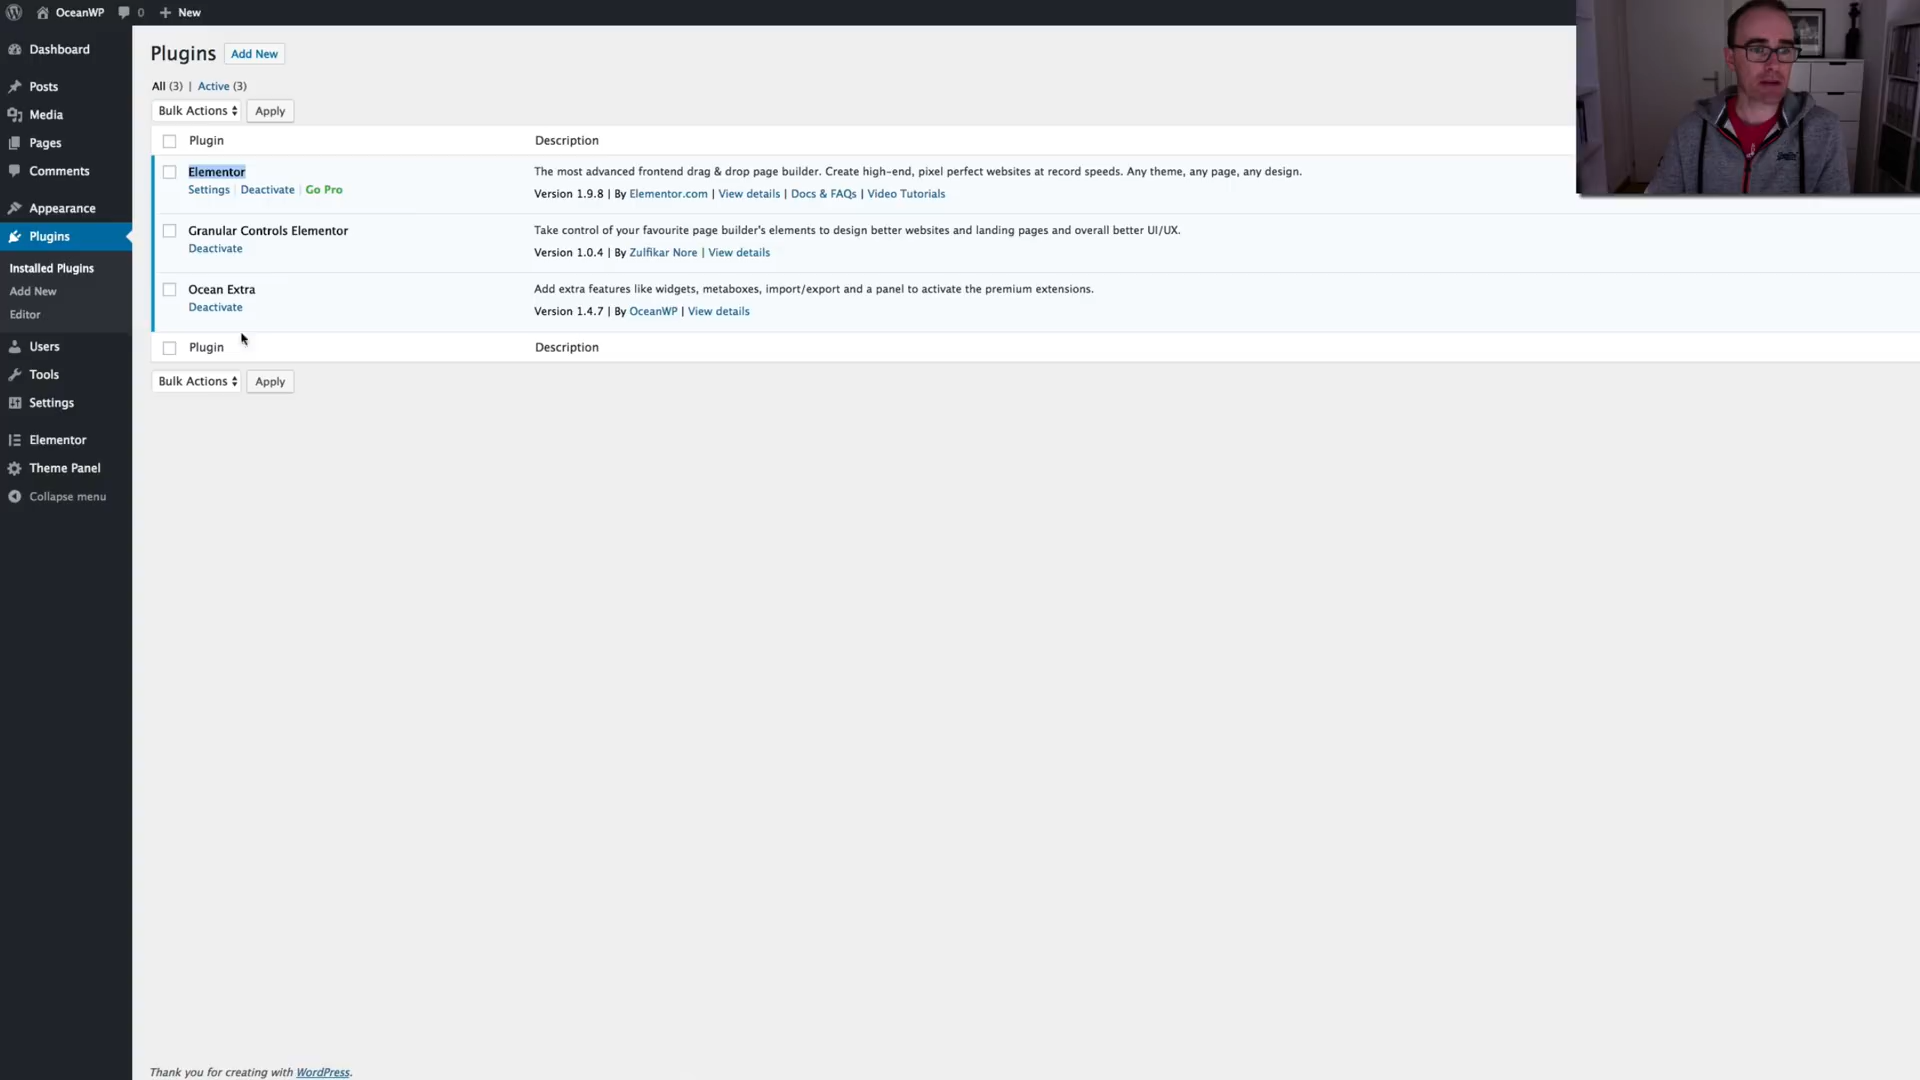 OceanWP 0 New
Dashboard
Posts
Media
Pages
Comments
Appearance
Plugins
Installed Plugins
Add New
Editor
Users
Tools
Settings
Elementor
Theme Panel
Collapse menu
Plugins Add New
All (3) | Active (3)
Bulk Actions Apply
Plugin Description
Elementor The most advanced frontend drag & drop page builder. Create high-end, pixel perfect websites at record speeds. Any theme, any page, any design.
Settings | Deactivate | Go Pro Version 1.9.8 | By Elementor.com | View details | Docs & FAQs | Video Tutorials
Granular Controls Elementor Take control of your favourite page builder's elements to design better websites and landing pages and overall better UI/UX.
Deactivate Version 1.0.4 | By Zulfikar Nore | View details
Ocean Extra Add extra features like widgets, metaboxes, import/export and a panel to activate the premium extensions.
Deactivate Version 1.4.7 | By OceanWP | View details
Plugin Description
Bulk Actions Apply
Thank you for creating with WordPress.